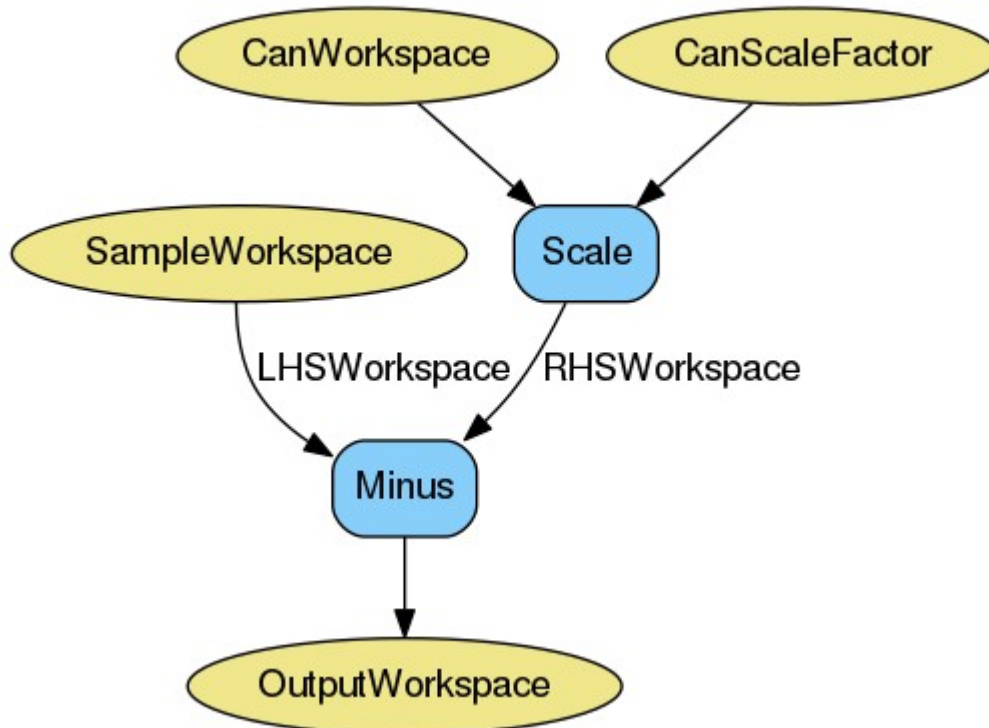 CanWorkspace
CanScaleFactor
SampleWorkspace
Scale
LHSWorkspace
RHSWorkspace
Minus
OutputWorkspace